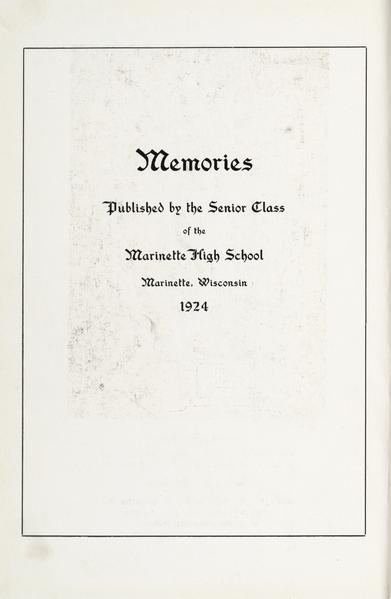 Memories
Published by the Senior Class
of the
Marinette High School
Marinette, Wisconsin
1924